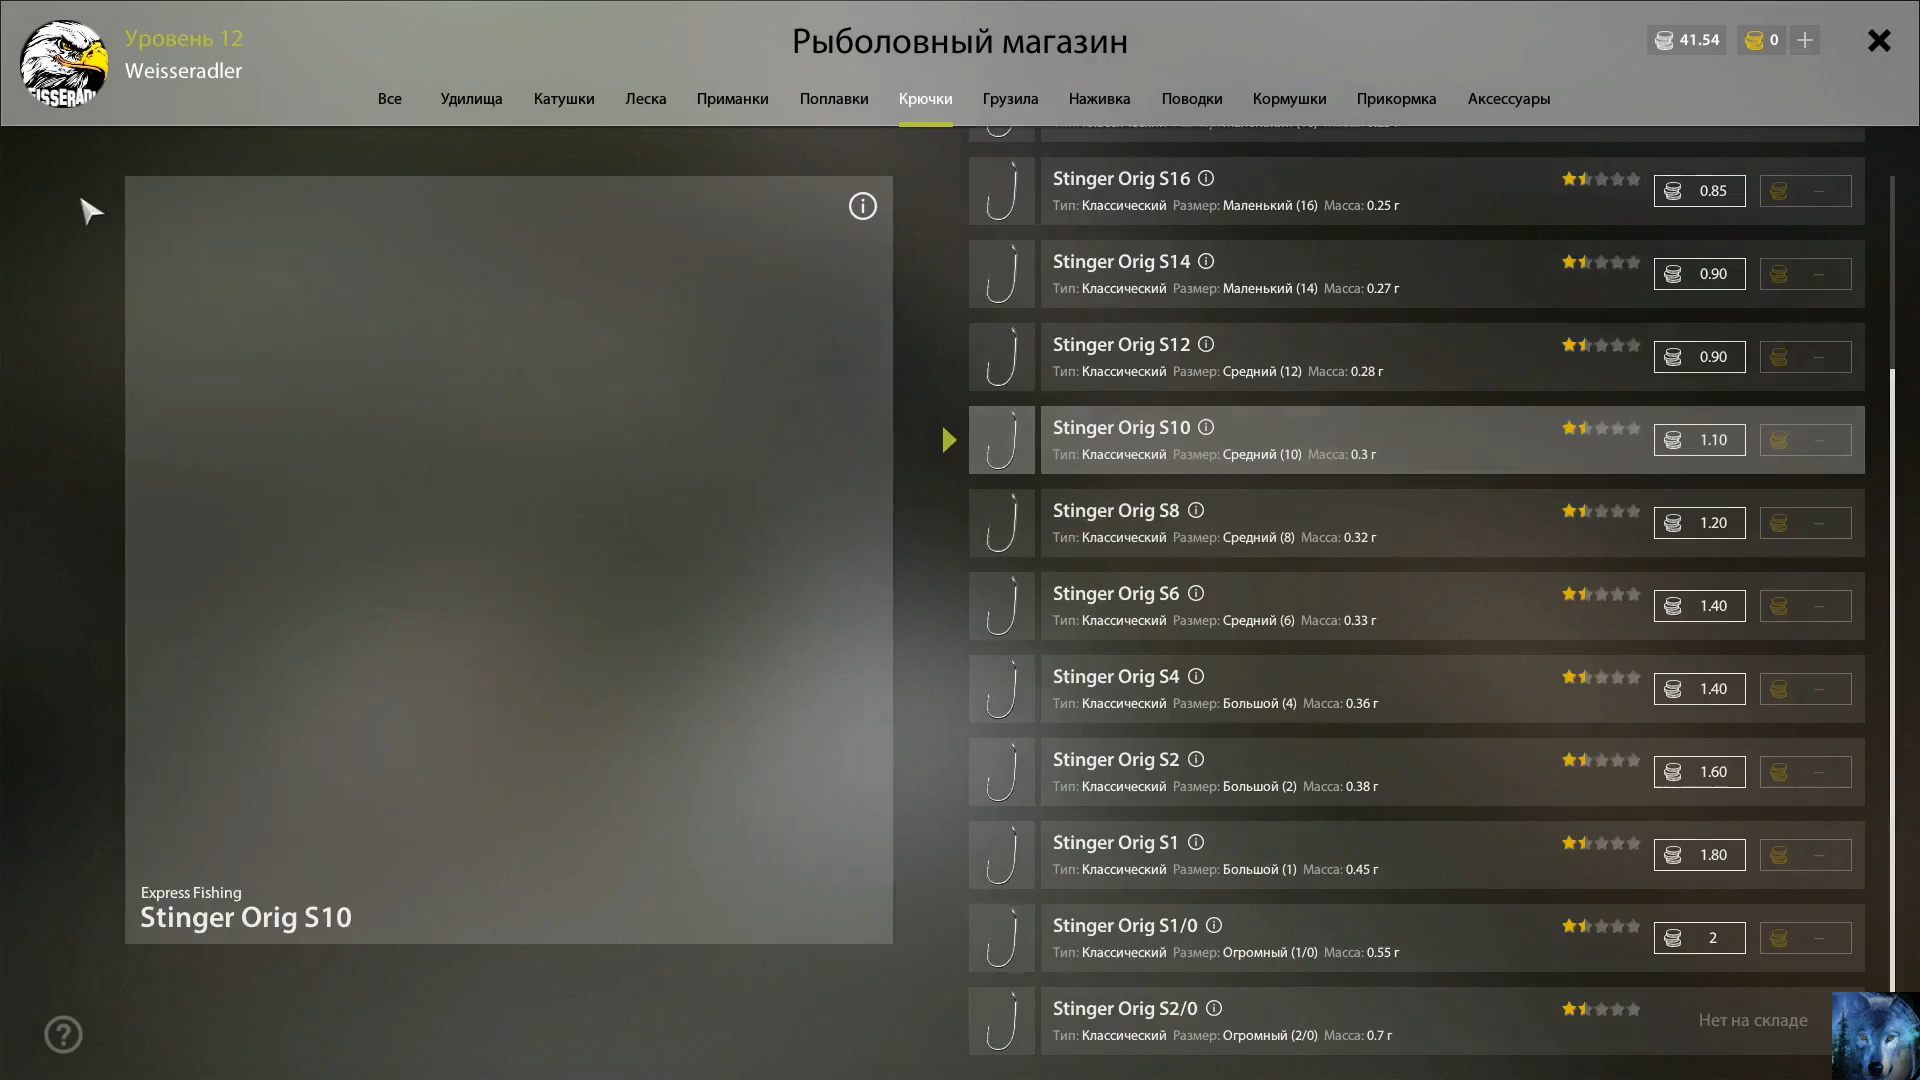 Уровень 12
Weisseradler
Рыболовный магазин
41.54
0
Все Удилища Катушки Леска Приманки Поплавки Крючки Грузила Наживка Поводки Кормушки Прикормка Аксессуары
Stinger Orig S16
Тип: Классический Размер: Маленький (16) Масса: 0.25 г
0.85
Stinger Orig S14
Тип: Классический Размер: Маленький (14) Масса: 0.27 г
0.90
Stinger Orig S12
Тип: Классический Размер: Средний (12) Масса: 0.28 г
0.90
Stinger Orig S10
Тип: Классический Размер: Средний (10) Масса: 0.3 г
1.10
Stinger Orig S8
Тип: Классический Размер: Средний (8) Масса: 0.32 г
1.20
Stinger Orig S6
Тип: Классический Размер: Средний (6) Масса: 0.33 г
1.40
Stinger Orig S4
Тип: Классический Размер: Большой (4) Масса: 0.36 г
1.40
Stinger Orig S2
Тип: Классический Размер: Большой (2) Масса: 0.38 г
1.60
Stinger Orig S1
Тип: Классический Размер: Большой (1) Масса: 0.45 г
1.80
Stinger Orig S1/0
Тип: Классический Размер: Огромный (1/0) Масса: 0.55 г
2
Stinger Orig S2/0
Тип: Классический Размер: Огромный (2/0) Масса: 0.7 г
Нет на складе
Express Fishing
Stinger Orig S10